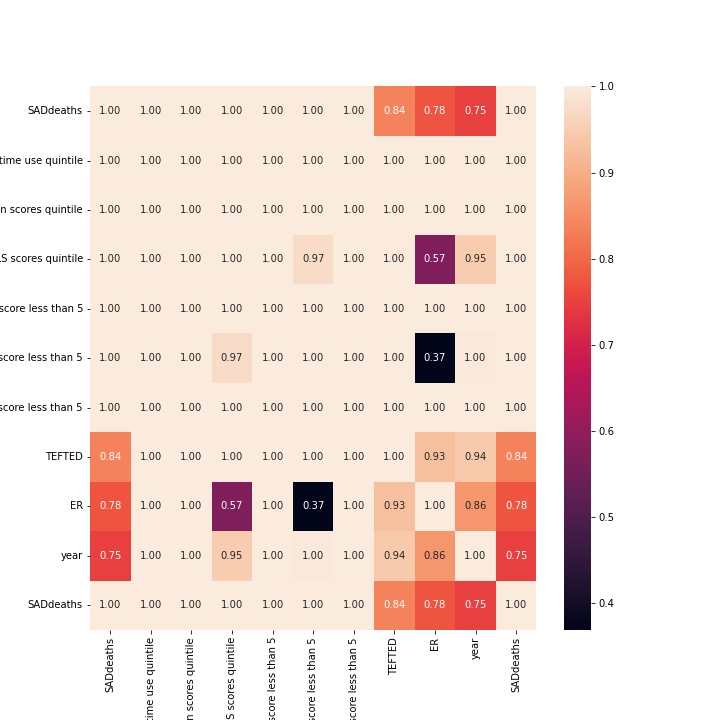 SADdeaths 1.00 1.00 1.00 1.00 1.00 1.00 1.00 0.84 0.78 0.75 1.00
time use quintile 1.00 1.00 1.00 1.00 1.00 1.00 1.00 1.00 1.00 1.00 1.00
n scores quintile 1.00 1.00 1.00 1.00 1.00 1.00 1.00 1.00 1.00 1.00 1.00
S scores quintile 1.00 1.00 1.00 1.00 1.00 0.97 1.00 1.00 0.57 0.95 1.00
score less than 5 1.00 1.00 1.00 1.00 1.00 1.00 1.00 1.00 1.00 1.00 1.00
score less than 5 1.00 1.00 1.00 0.97 1.00 1.00 1.00 1.00 0.37 1.00 1.00
score less than 5 1.00 1.00 1.00 1.00 1.00 1.00 1.00 1.00 1.00 1.00 1.00
TEFTED 0.84 1.00 1.00 1.00 1.00 1.00 1.00 1.00 0.93 0.94 0.84
ER 0.78 1.00 1.00 0.57 1.00 0.37 1.00 0.93 1.00 0.86 0.78
year 0.75 1.00 1.00 0.95 1.00 1.00 1.00 0.94 0.86 1.00 0.75
SADdeaths 1.00 1.00 1.00 1.00 1.00 1.00 1.00 0.84 0.78 0.75 1.00
SADdeaths
time use quintile
n scores quintile
S scores quintile
score less than 5
score less than 5
score less than 5
TEFTED
ER
year
SADdeaths
1.0
0.9
0.8
0.7
0.6
0.5
0.4